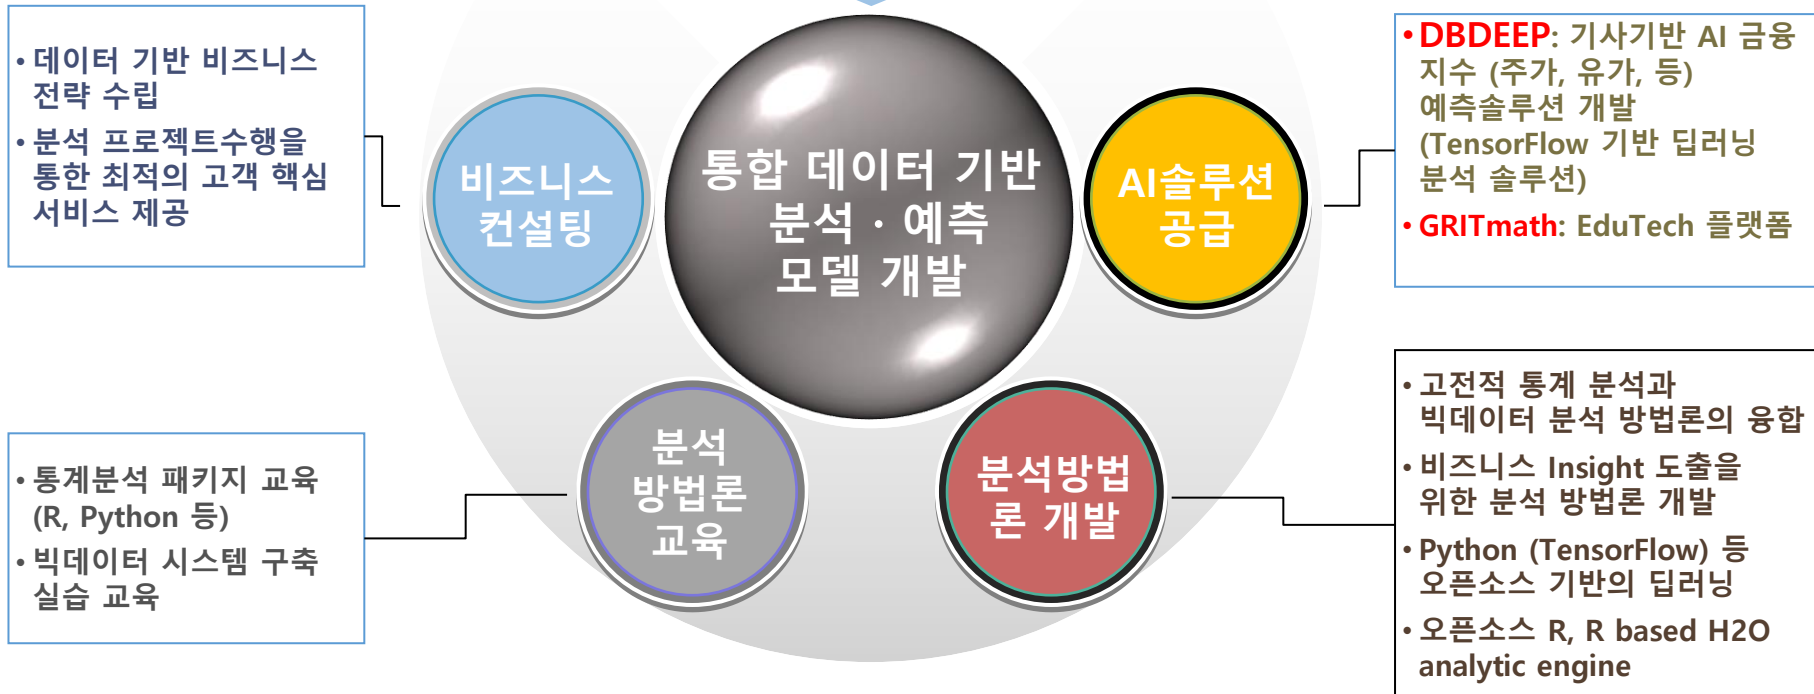 • 데이터 기반 비즈니스
전략 수립
• 분석 프로젝트수행을
통한 최적의 고객 핵심
서비스 제공
비즈니스
컨설팅
통합 데이터 기반
분석 · 예측
모델 개발
AI솔루션
공급
• DBDEEP: 기사기반 AI 금융
지수 (주가, 유가, 등)
예측솔루션 개발
(TensorFlow 기반 딥러닝
분석 솔루션)
• GRITmath: EduTech 플랫폼
• 통계분석 패키지 교육
(R, Python 등)
• 빅데이터 시스템 구축
실습 교육
분석
방법론
교육
분석방법
론 개발
• 고전적 통계 분석과
빅데이터 분석 방법론의 융합
• 비즈니스 Insight 도출을
위한 분석 방법론 개발
• Python (TensorFlow) 등
오픈소스 기반의 딥러닝
• 오픈소스 R, R based H2O
analytic engine